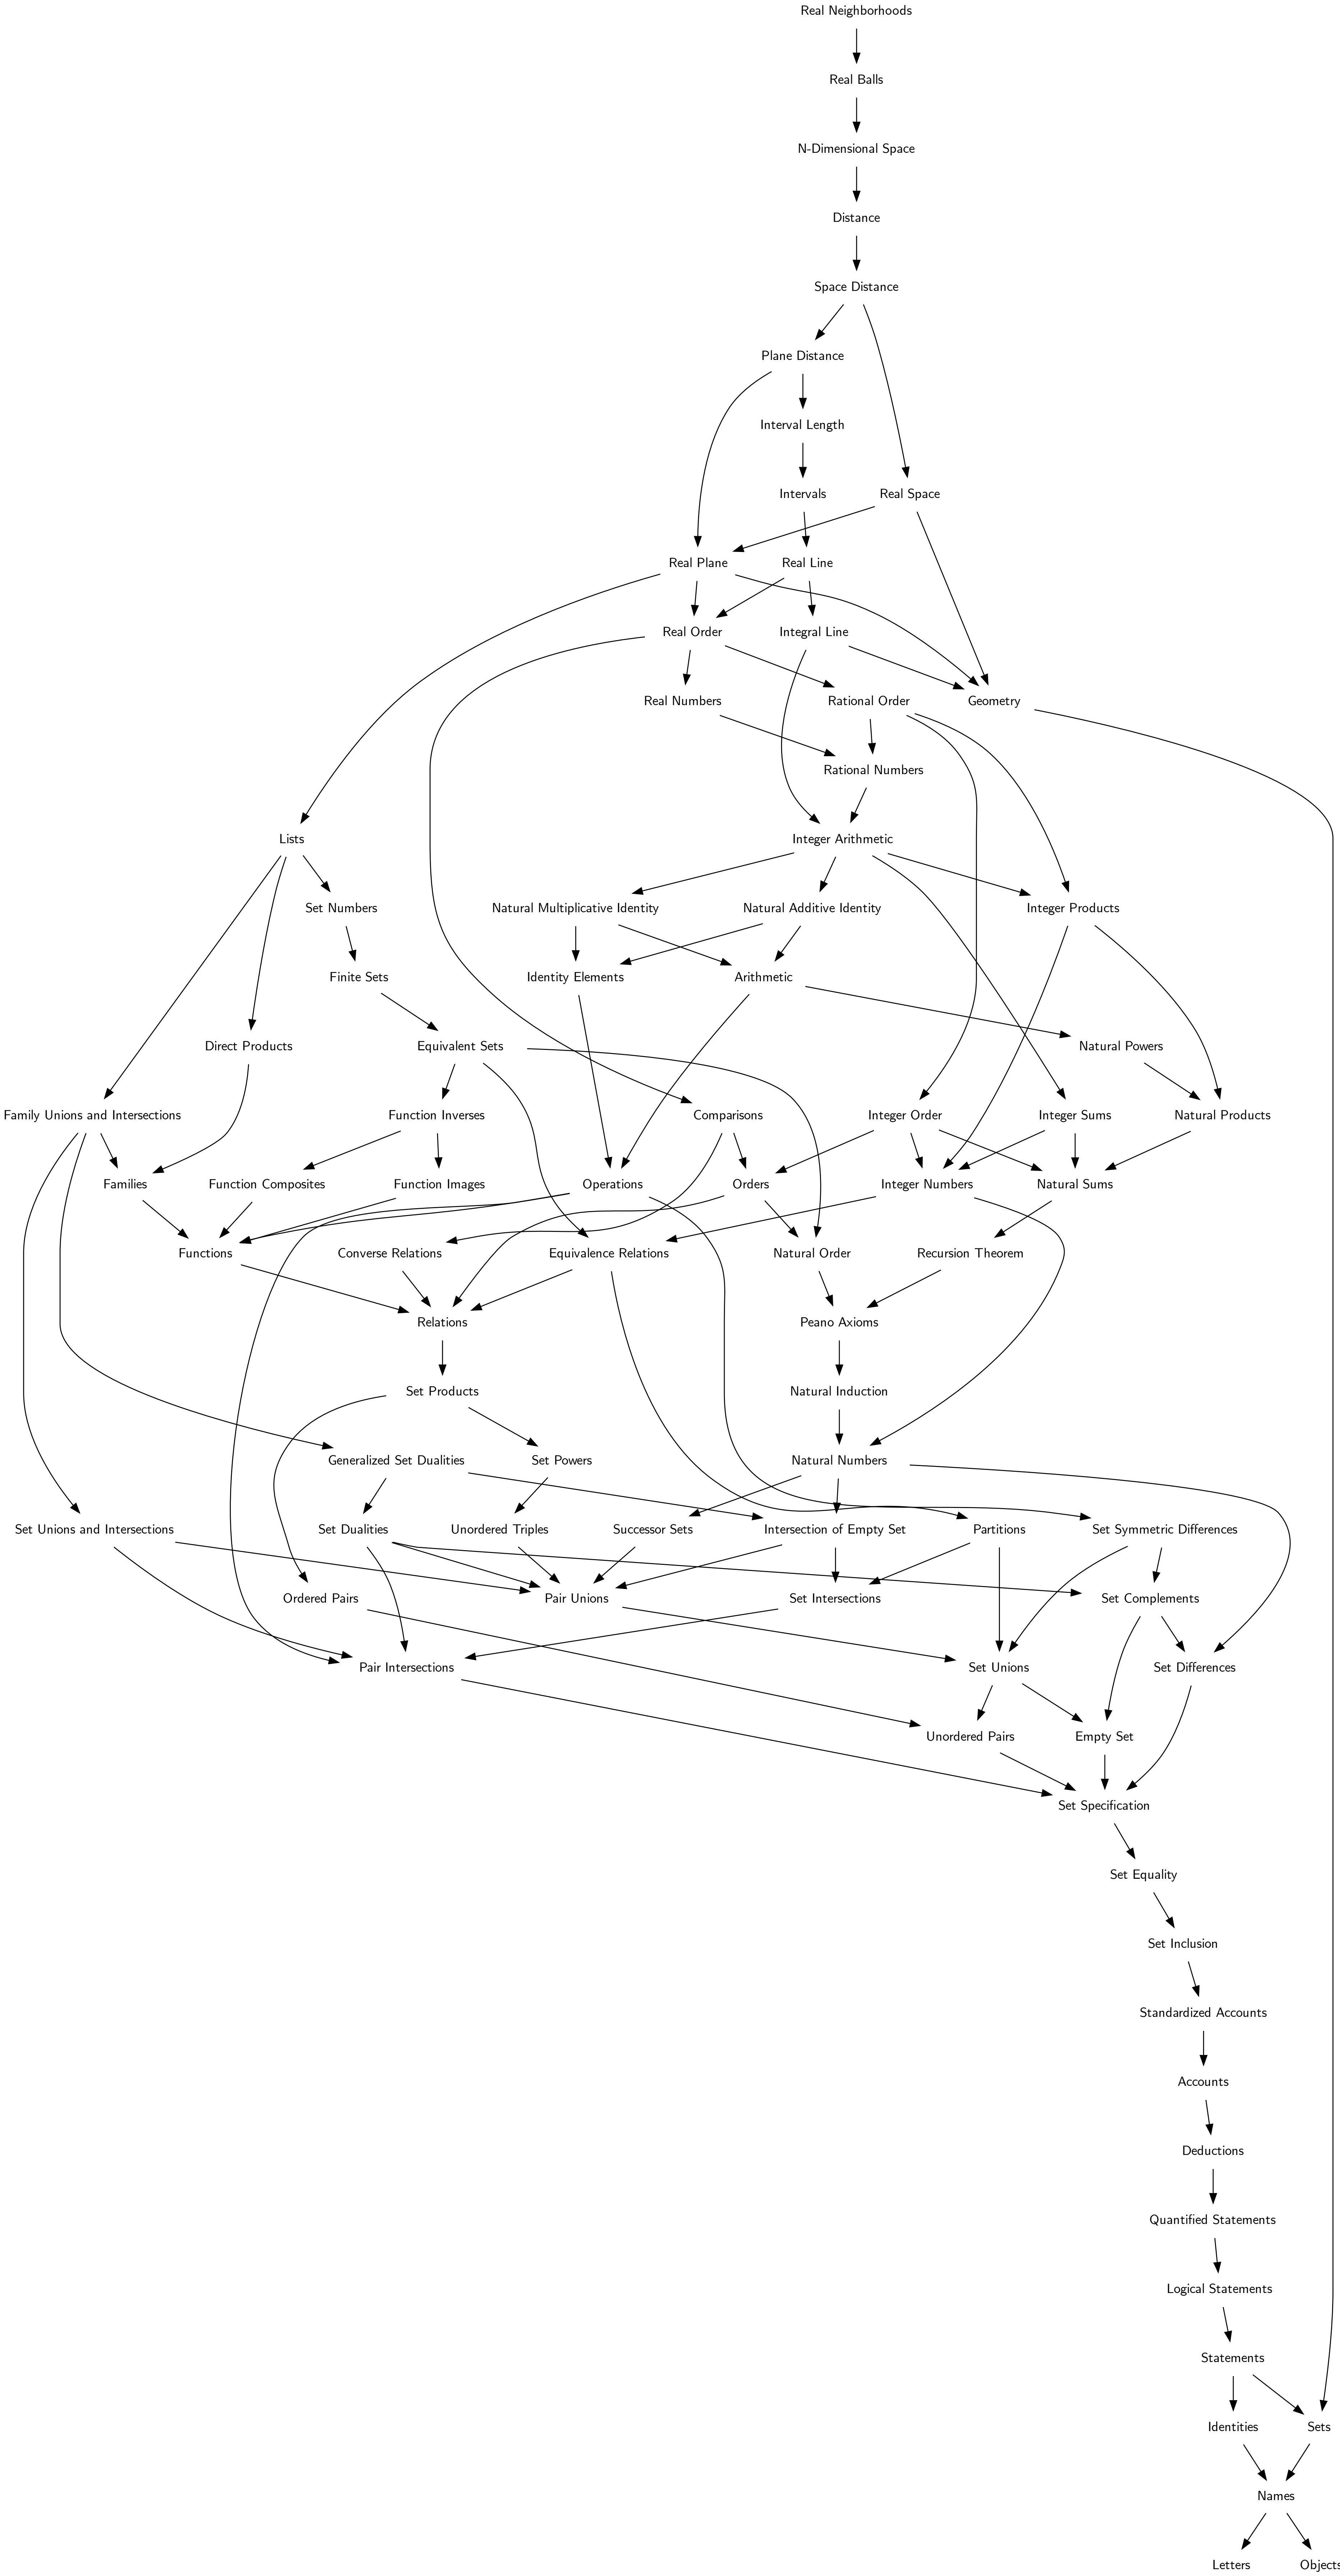 Real Neighborhoods
Real Balls
N-Dimensional Space
Distance
Space Distance
Plane Distance
Interval Length
Intervals
Real Space
Real Plane
Real Line
Real Order
Integral Line
Real Numbers
Rational Order
Geometry
Rational Numbers
Lists
Integer Arithmetic
Set Numbers
Natural Multiplicative Identity
Natural Additive Identity
Integer Products
Finite Sets
Identity Elements
Arithmetic
Direct Products
Equivalent Sets
Natural Powers
Family Unions and Intersections
Function Inverses
Comparisons
Integer Order
Integer Sums
Natural Products
Families
Function Composites
Function Images
Operations
Orders
Integer Numbers
Natural Sums
Functions
Converse Relations
Equivalence Relations
Natural Order
Recursion Theorem
Relations
Peano Axioms
Set Products
Natural Induction
Generalized Set Dualities
Set Powers
Natural Numbers
Set Unions and Intersections
Set Dualities
Unordered Triples
Successor Sets
Intersection of Empty Set
Partitions
Set Symmetric Differences
Ordered Pairs
Pair Unions
Set Intersections
Set Complements
Pair Intersections
Set Unions
Set Differences
Unordered Pairs
Empty Set
Set Specification
Set Equality
Set Inclusion
Standardized Accounts
Accounts
Deductions
Quantified Statements
Logical Statements
Statements
Identities
Sets
Names
Letters
Objects